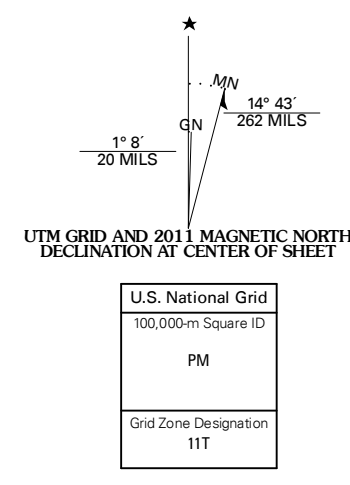 ★
MN
GN
14° 43´
262 MILS
1° 8´
20 MILS
UTM GRID AND 2011 MAGNETIC NORTH
DECLINATION AT CENTER OF SHEET
U.S. National Grid
100,000-m Square ID
PM
Grid Zone Designation
11T